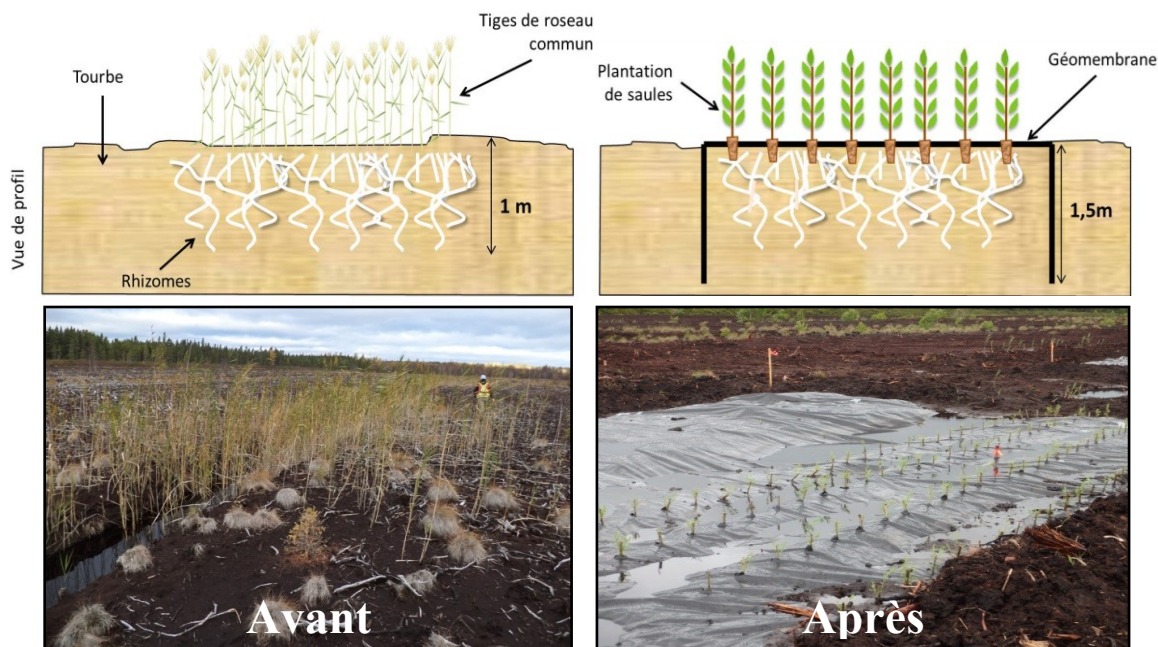 Tiges de roseau
commun
Tourbe
Vue de profil
1 m
Rhizomes
Plantation
de saules
Géomembrane
1,5m
Avant
Après